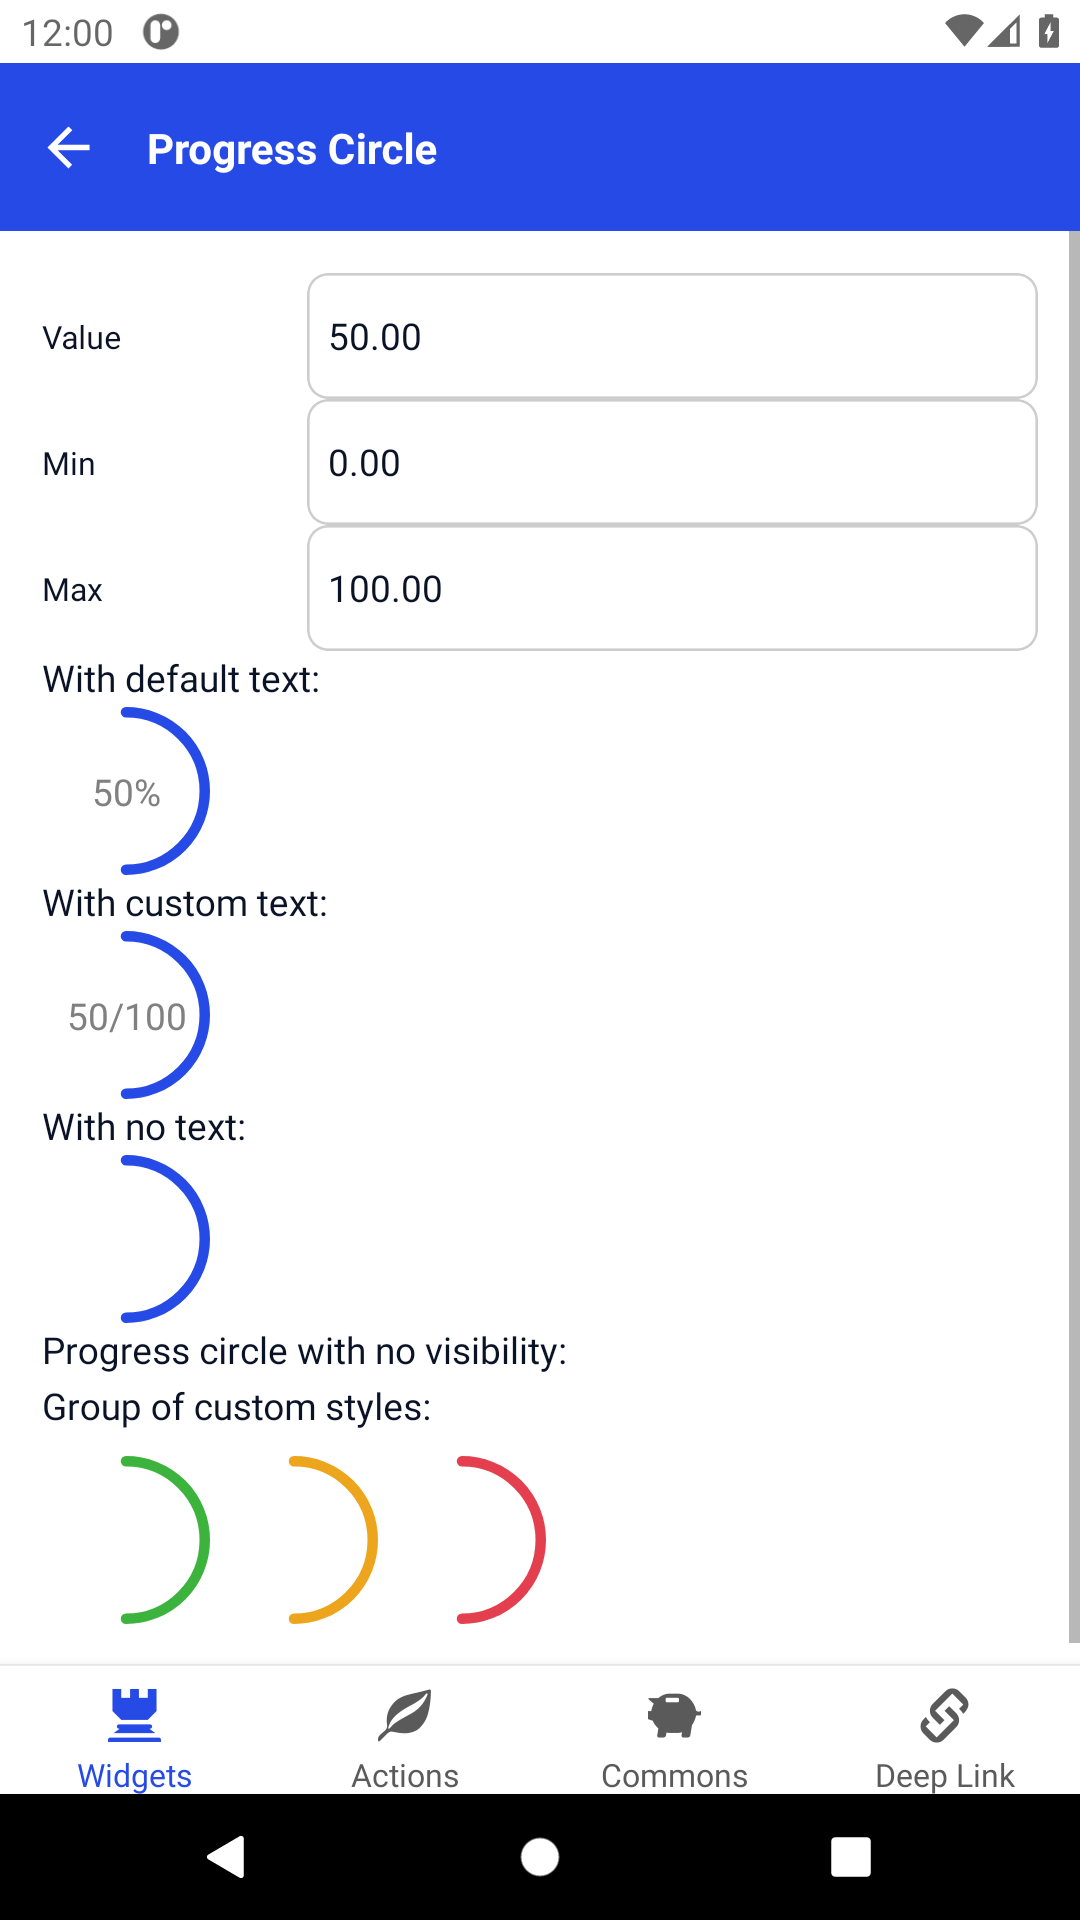 12:00
Progress Circle
Value
50.00
Min
0.00
Max
100.00
With default text:
50%
With custom text:
50/100
With no text:
Progress circle with no visibility:
Group of custom styles:
Widgets
Actions
Commons
Deep Link